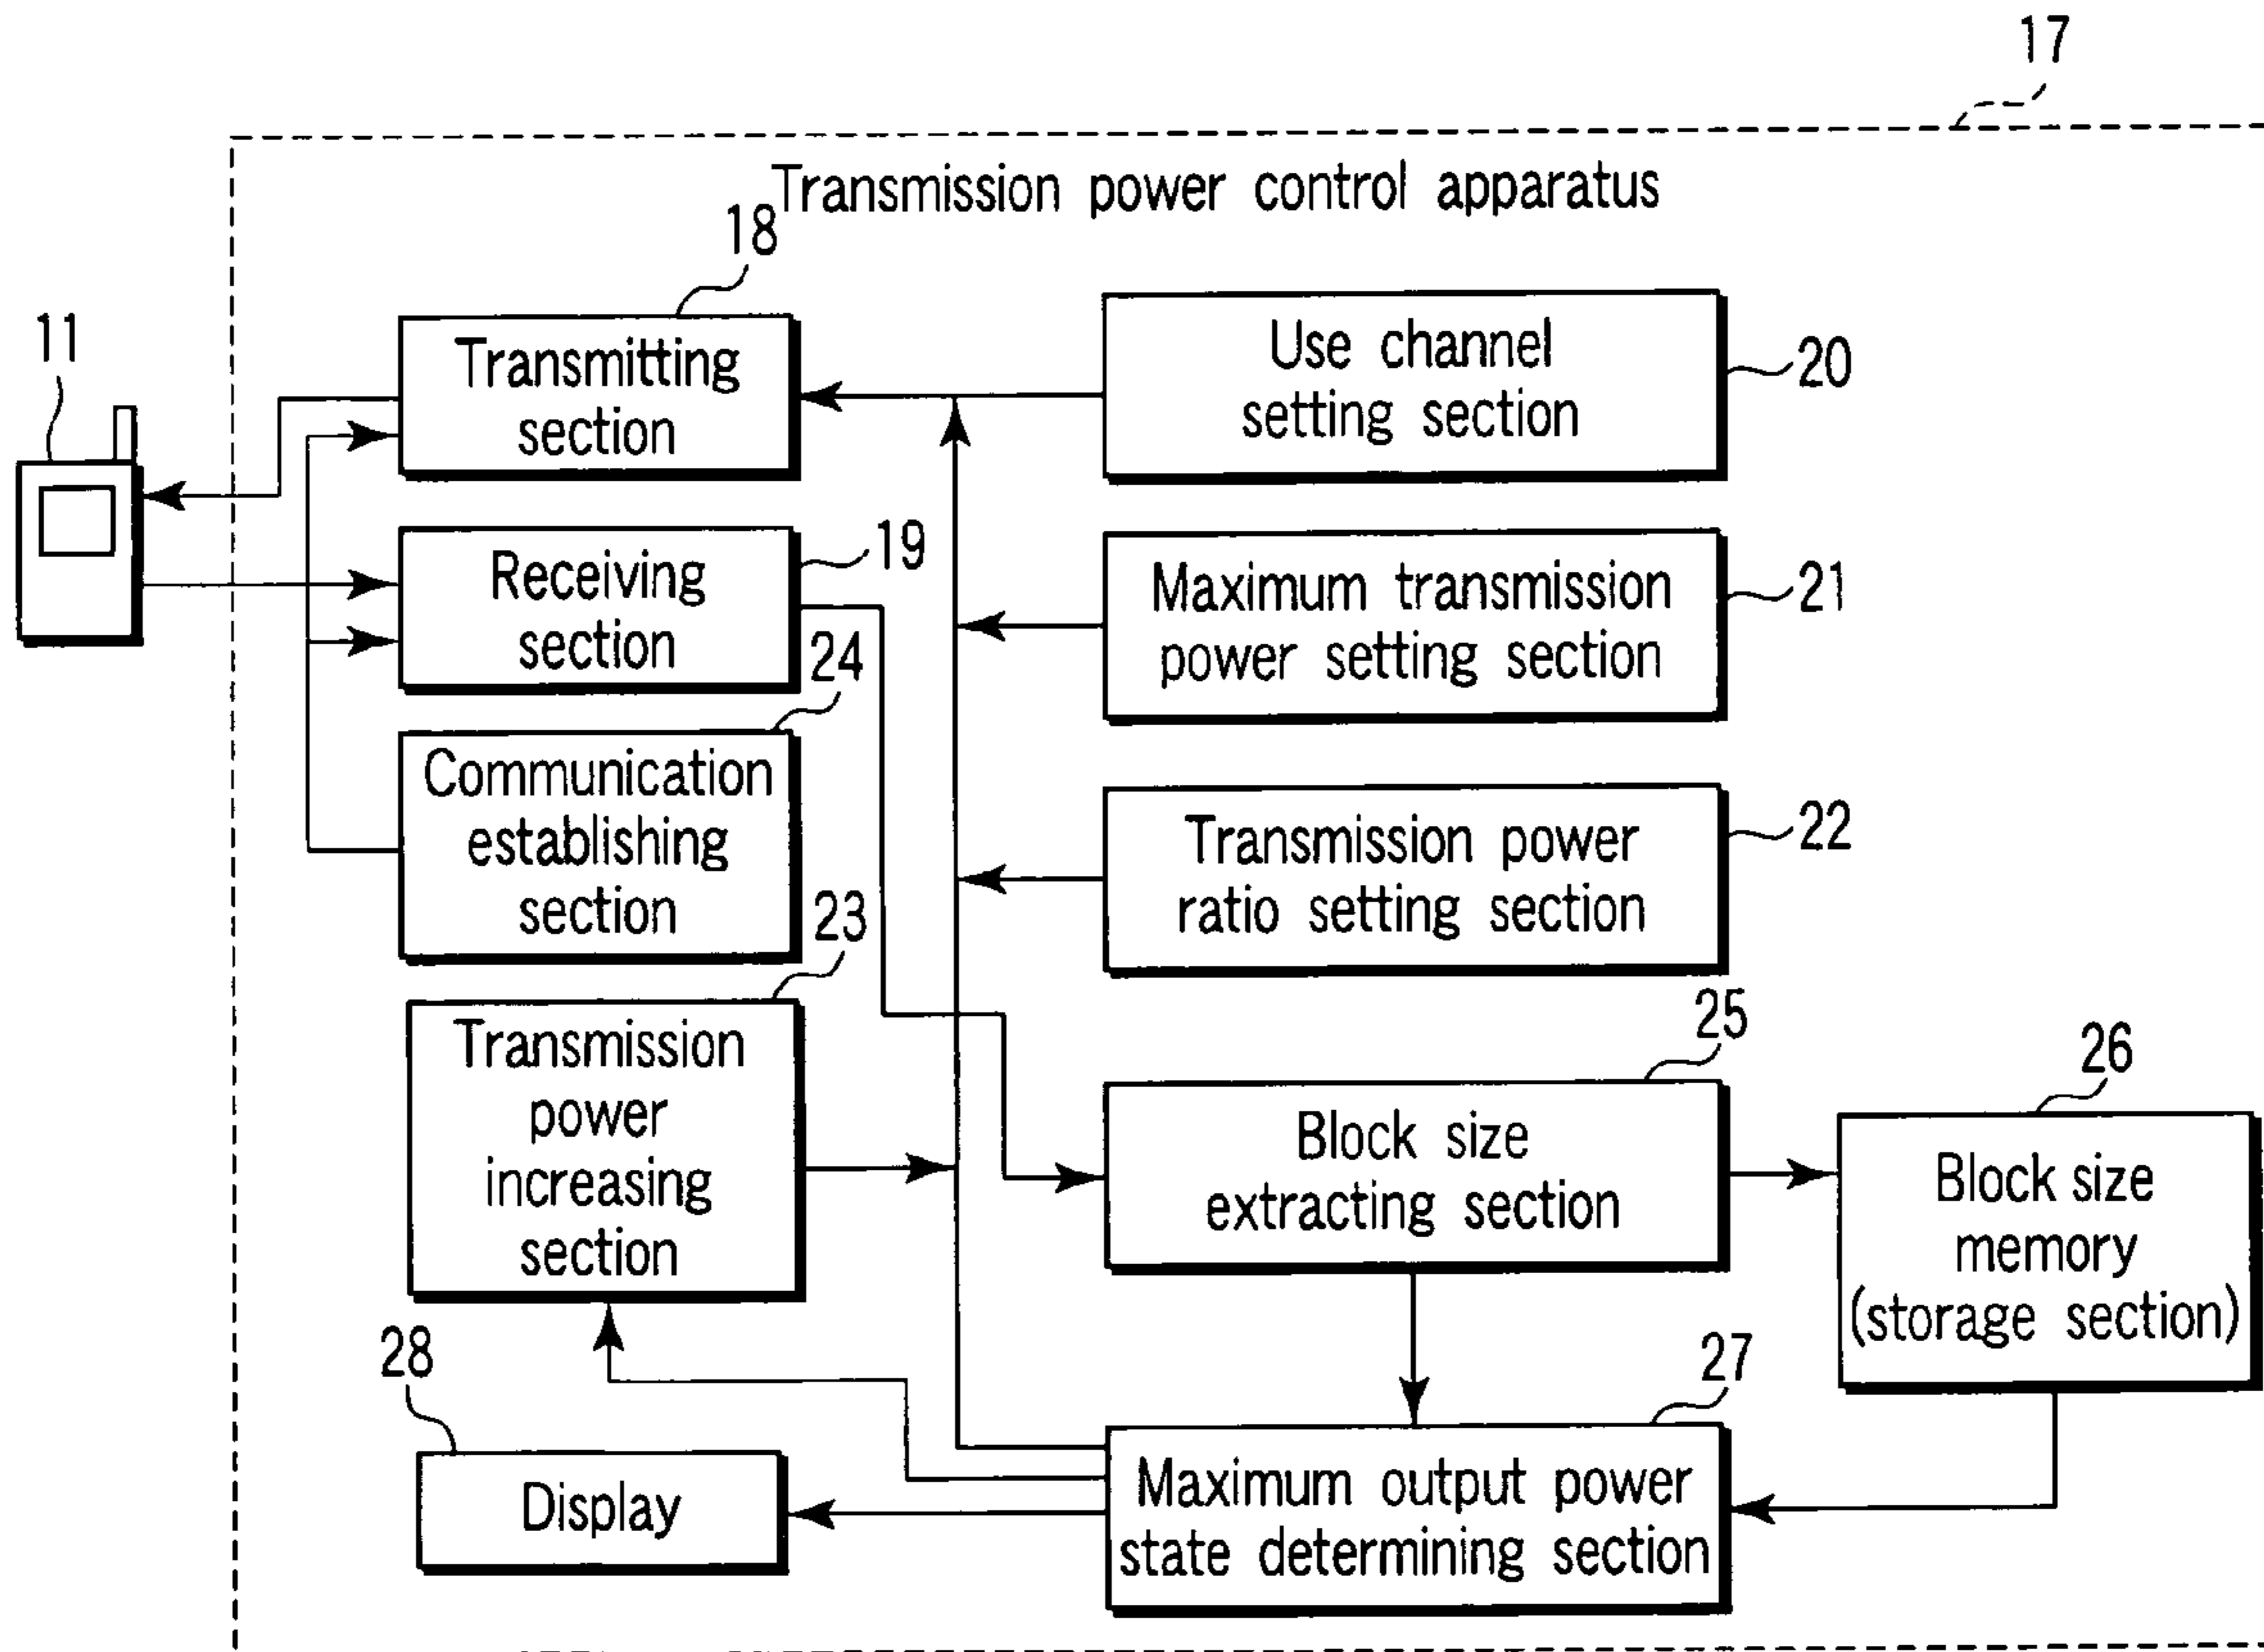 17
Transmission power control apparatus
18
11
Transmitting
section
Use channel
setting section
20
19
Receiving
section
24
Maximum transmission
power setting section
21
Communication
establishing
section
23
Transmission power
ratio setting section
22
Transmission
power
increasing
section
25
Block size
extracting section
26
Block size
memory
(storage section)
28
Display
27
Maximum output power
state determining section